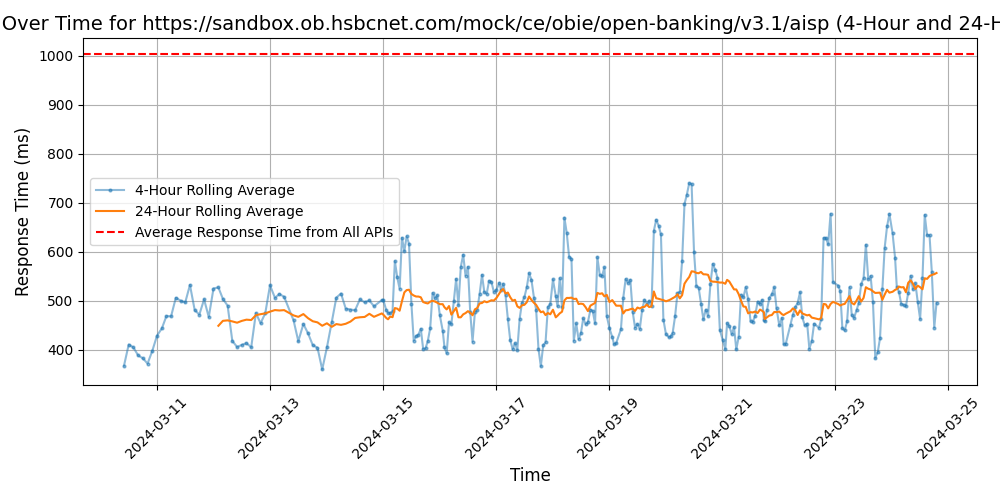 Over Time for https://sandbox.ob.hsbcnet.com/mock/ce/obie/open-banking/v3.1/aisp (4-Hour and 24-H
Response Time (ms)
1000
900
800
700
600
500
400
4-Hour Rolling Average
24-Hour Rolling Average
Average Response Time from All APIs
2024-03-11
2024-03-13
2024-03-15
2024-03-17
2024-03-19
2024-03-21
2024-03-23
2024-03-25
Time